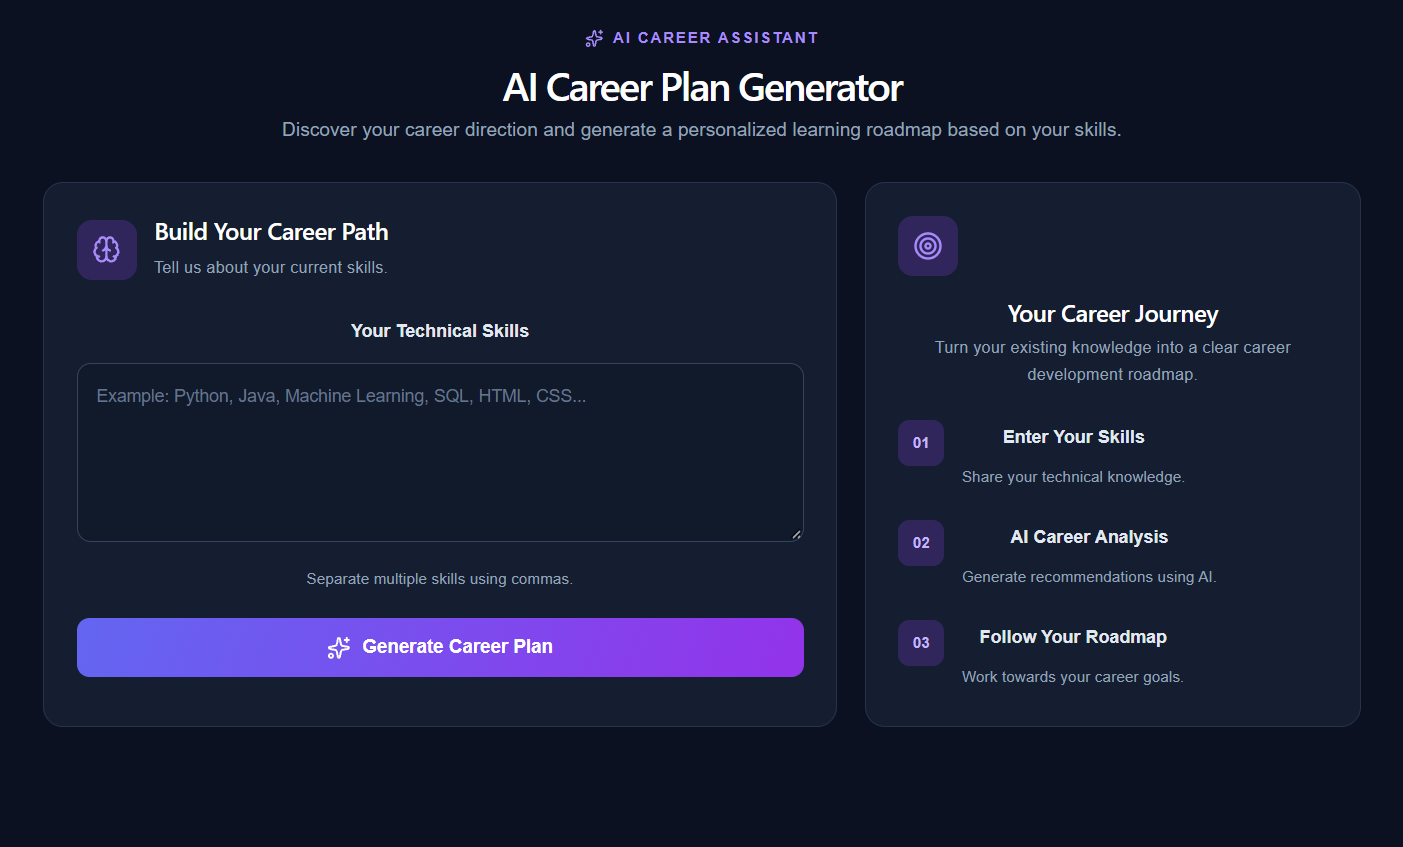 AI CAREER ASSISTANT
AI Career Plan Generator
Discover your career direction and generate a personalized learning roadmap based on your skills.
Build Your Career Path
Tell us about your current skills.
Your Technical Skills
Example: Python, Java, Machine Learning, SQL, HTML, CSS...
Separate multiple skills using commas.
Generate Career Plan
Your Career Journey
Turn your existing knowledge into a clear career
development roadmap.
01
Enter Your Skills
Share your technical knowledge.
02
AI Career Analysis
Generate recommendations using AI.
03
Follow Your Roadmap
Work towards your career goals.